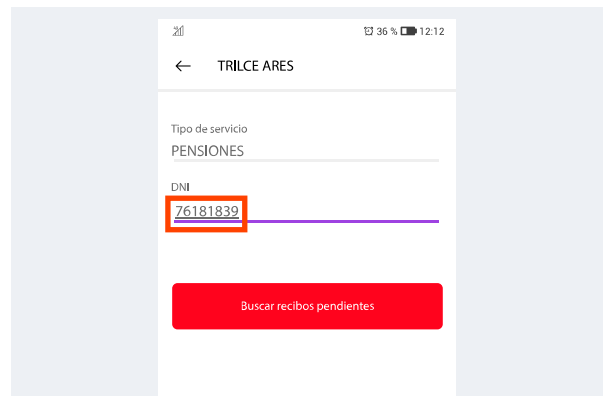 36 % 12:12
← TRILCE ARES
Tipo de servicio
PENSIONES
DNI
76181839
Buscar recibos pendientes